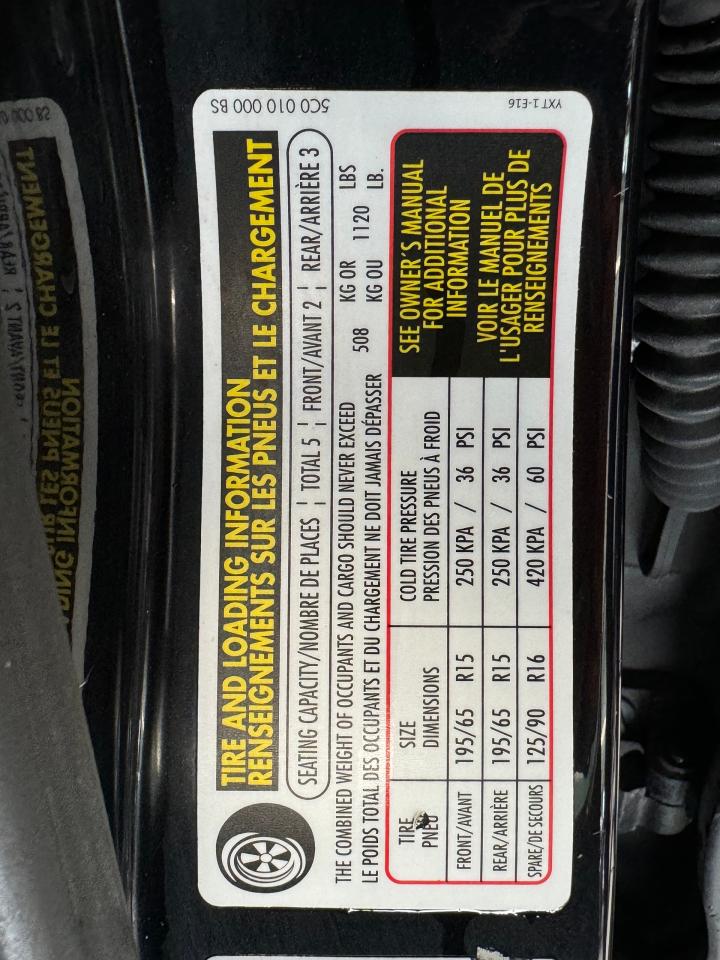 5C0 010 000 BS
YXT 1-E16
TIRE AND LOADING INFORMATION
RENSEIGNEMENTS SUR LES PNEUS ET LE CHARGEMENT
SEATING CAPACITY/NOMBRE DE PLACES ¦ TOTAL 5 ¦ FRONT/AVANT 2 ¦ REAR/ARRIÈRE 3
THE COMBINED WEIGHT OF OCCUPANTS AND CARGO SHOULD NEVER EXCEED 508 KG OR 1120 LBS
LE POIDS TOTAL DES OCCUPANTS ET DU CHARGEMENT NE DOIT JAMAIS DÉPASSER KG OU LB.
TIRE SIZE COLD TIRE PRESSURE
PNEU DIMENSIONS PRESSION DES PNEUS À FROID
FRONT/AVANT 195/65 R15 250 KPA / 36 PSI
REAR/ARRIÈRE 195/65 R15 250 KPA / 36 PSI
SPARE/DE SECOURS 125/90 R16 420 KPA / 60 PSI
SEE OWNER'S MANUAL
FOR ADDITIONAL
INFORMATION
VOIR LE MANUEL DE
L'USAGER POUR PLUS DE
RENSEIGNEMENTS